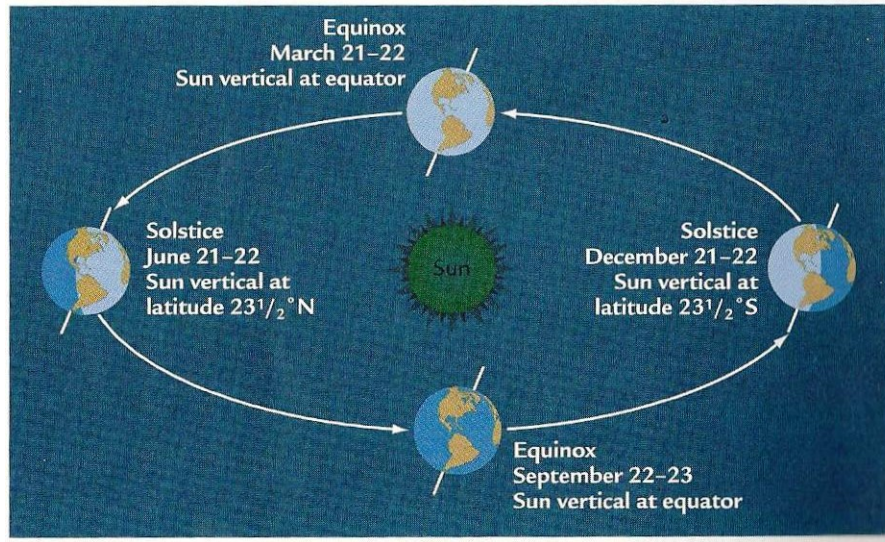 Equinox
March 21–22
Sun vertical at equator
Solstice
June 21–22
Sun vertical at
latitude 23¹/₂°N
Sun
Solstice
December 21–22
Sun vertical at
latitude 23¹/₂°S
Equinox
September 22–23
Sun vertical at equator